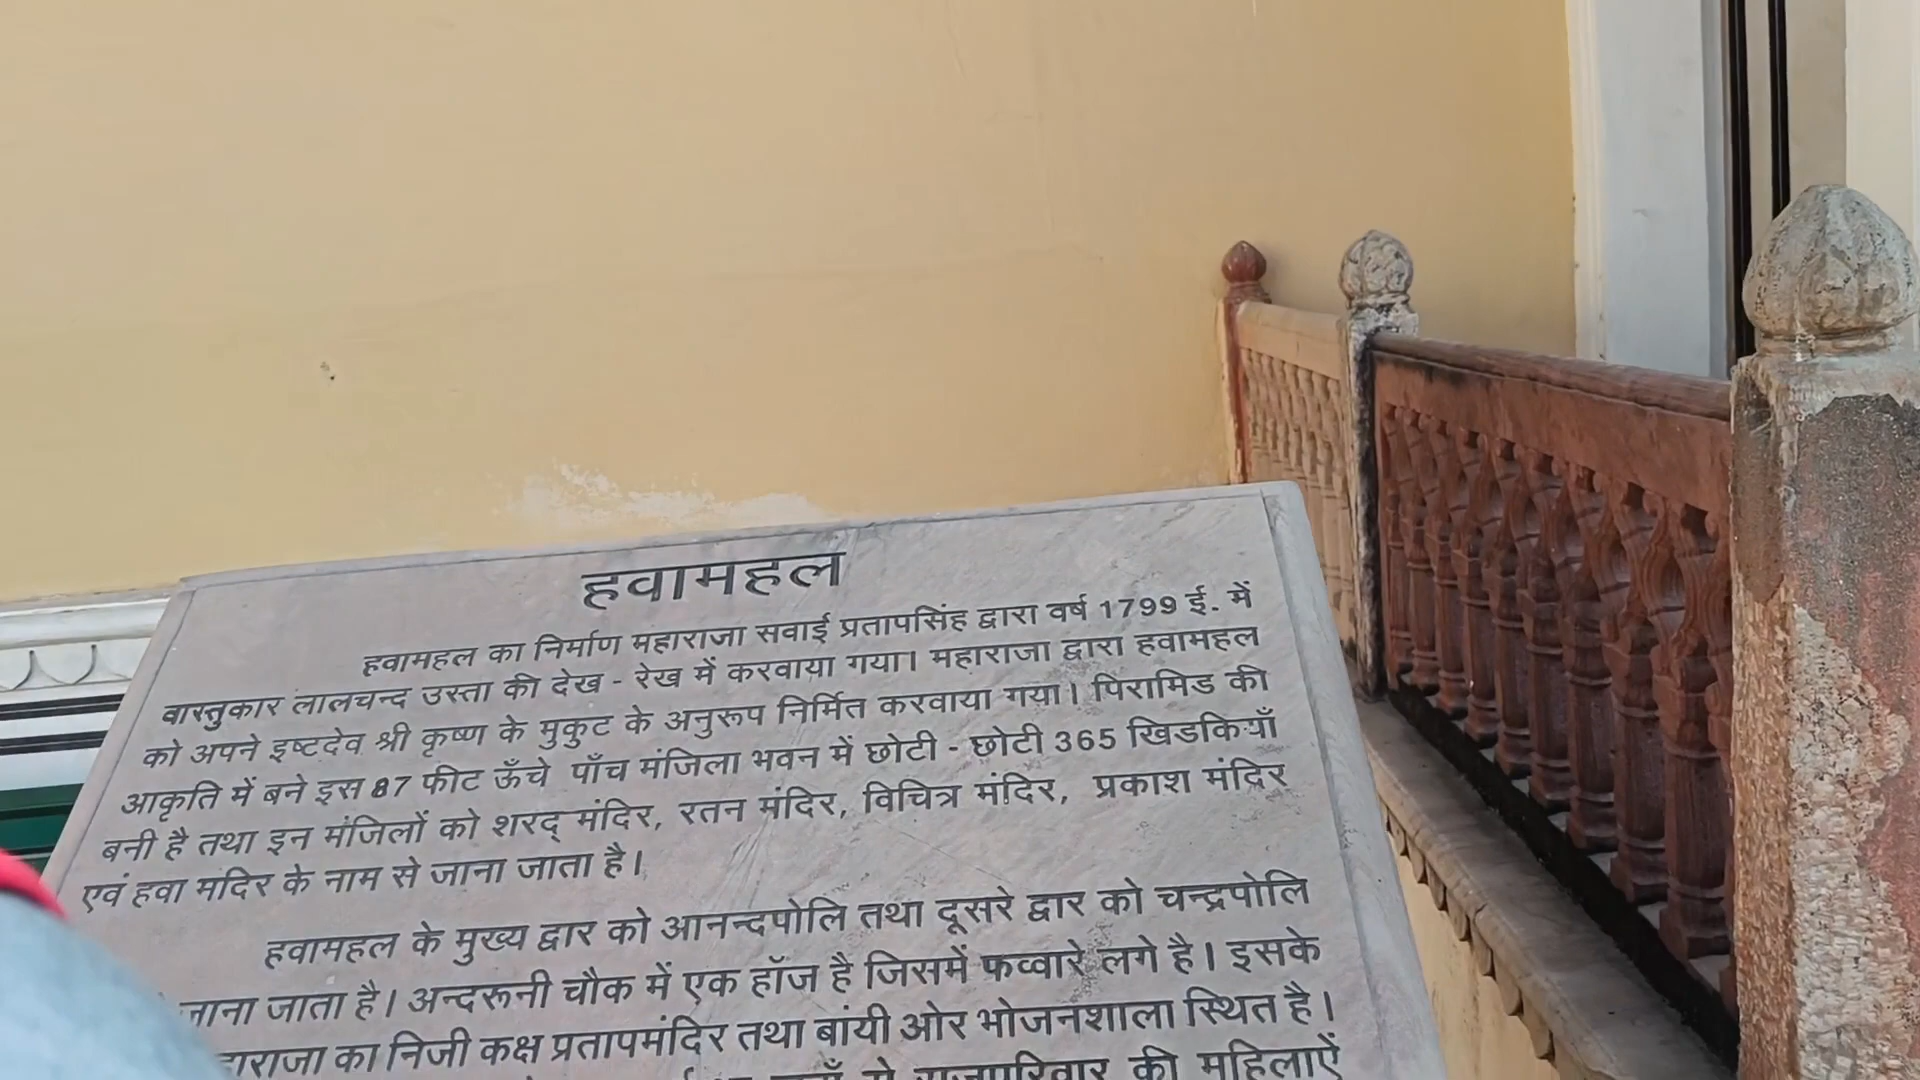 हवामहल
हवामहल का निर्माण महाराजा सवाई प्रतापसिंह द्वारा वर्ष 1799 ई. में
वास्तुकार लालचन्द उस्ता की देख - रेख में करवाया गया। महाराजा द्वारा हवामहल
को अपने इष्टदेव श्री कृष्ण के मुकुट के अनुरूप निर्मित करवाया गया। पिरामिड की
आकृति में बने इस 87 फीट ऊँचे पाँच मंजिला भवन में छोटी - छोटी 365 खिडकियाँ
बनी है तथा इन मंजिलों को शरद् मंदिर, रतन मंदिर, विचित्र मंदिर, प्रकाश मंदिर
एवं हवा मंदिर के नाम से जाना जाता है।
हवामहल के मुख्य द्वार को आनन्दपोलि तथा दूसरे द्वार को चन्द्रपोलि
जाना जाता है। अन्दरूनी चौक में एक हॉज है जिसमें फव्वारे लगे है। इसके
का निजी कक्ष प्रतापमंदिर तथा बांयी ओर भोजनशाला स्थित है।
राजपरिवार की महिलाऐं